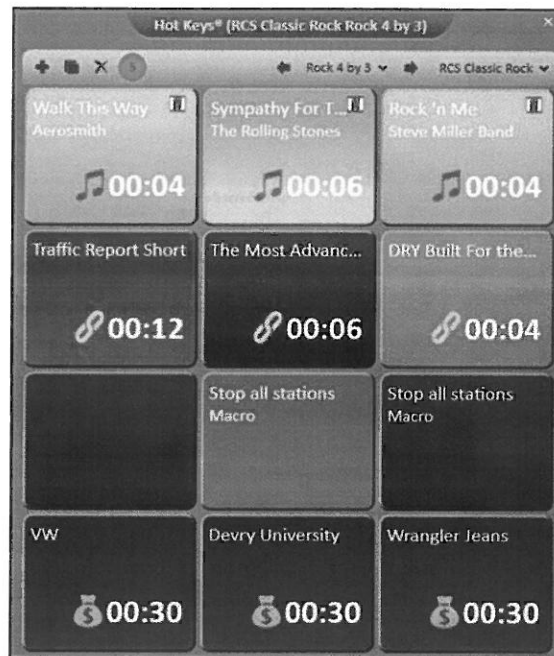 Hot Keys® (RCS Classic Rock Rock 4 by 3)
Rock 4 by 3
RCS Classic Rock
Walk This Way
Aerosmith
00:04
Sympathy For T...
The Rolling Stones
00:06
Rock 'n Me
Steve Miller Band
00:04
Traffic Report Short
00:12
The Most Advanc...
00:06
DRY Built For the...
00:04
Stop all stations
Macro
Stop all stations
Macro
VW
00:30
Devry University
00:30
Wrangler Jeans
00:30